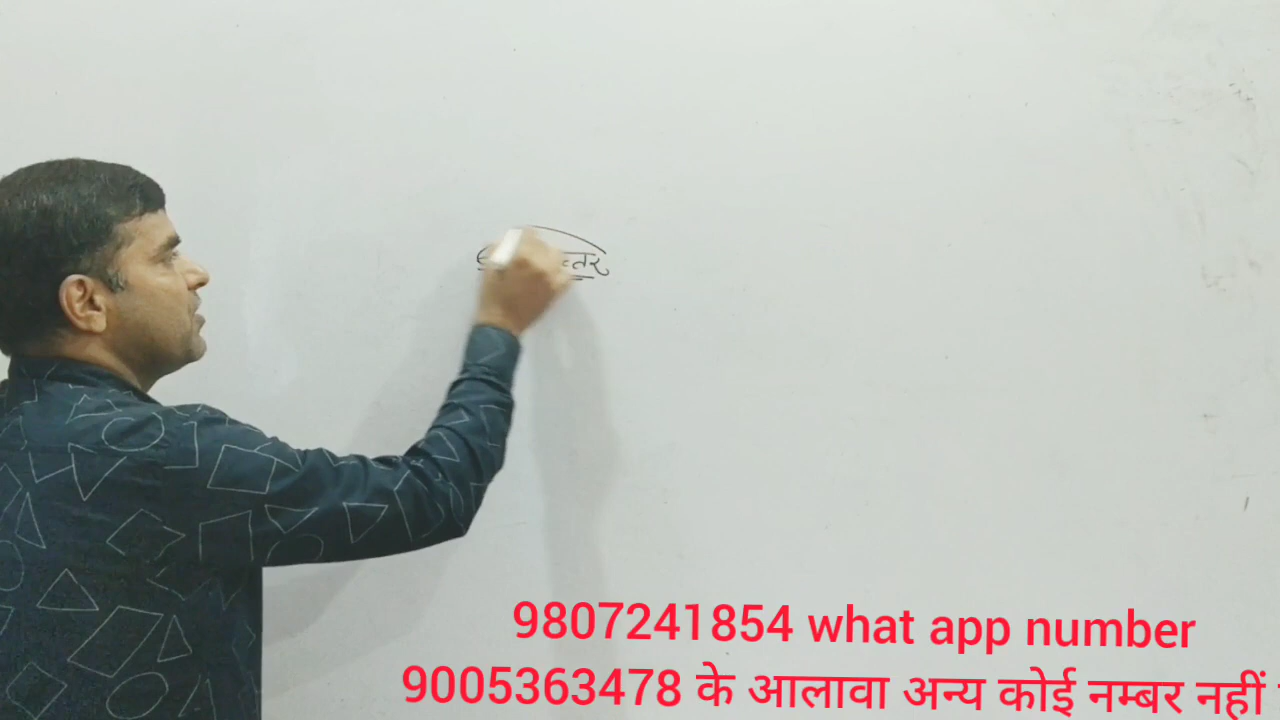 9807241854 what app number
9005363478 के आलावा अन्य कोई नम्बर नहीं